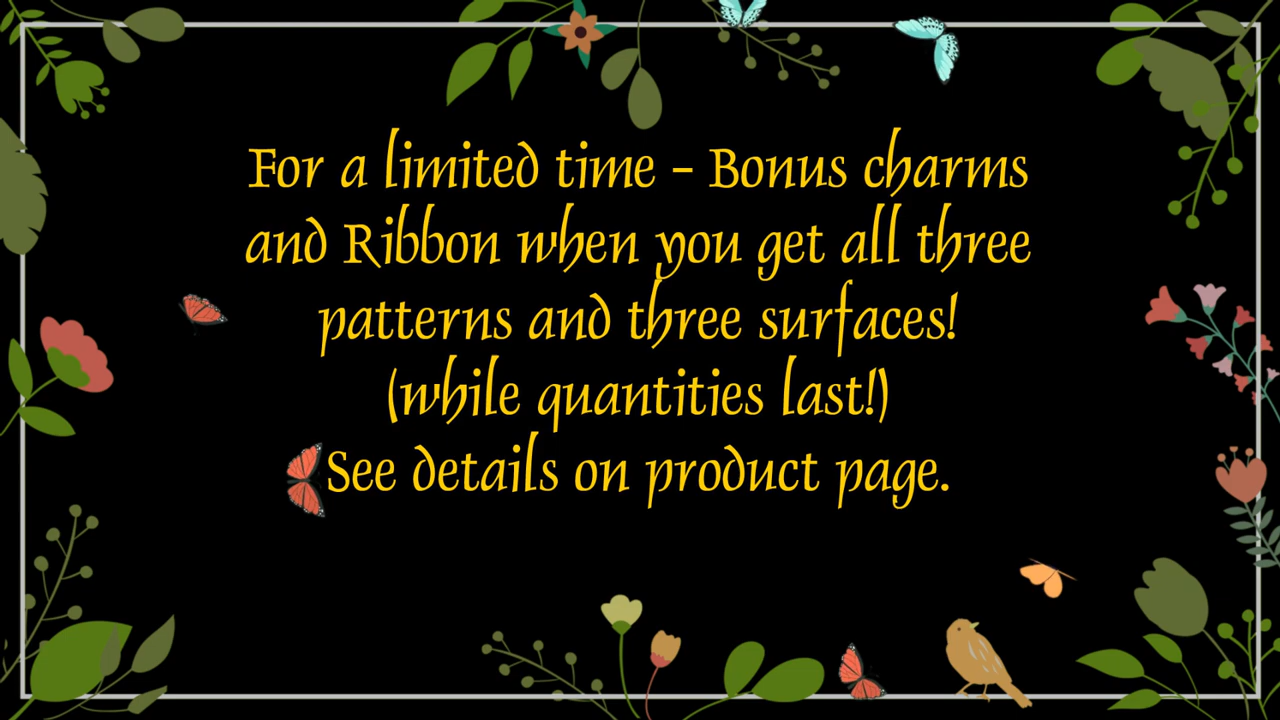 For a limited time - Bonus charms
and Ribbon when you get all three
patterns and three surfaces!
(while quantities last!)
See details on product page.